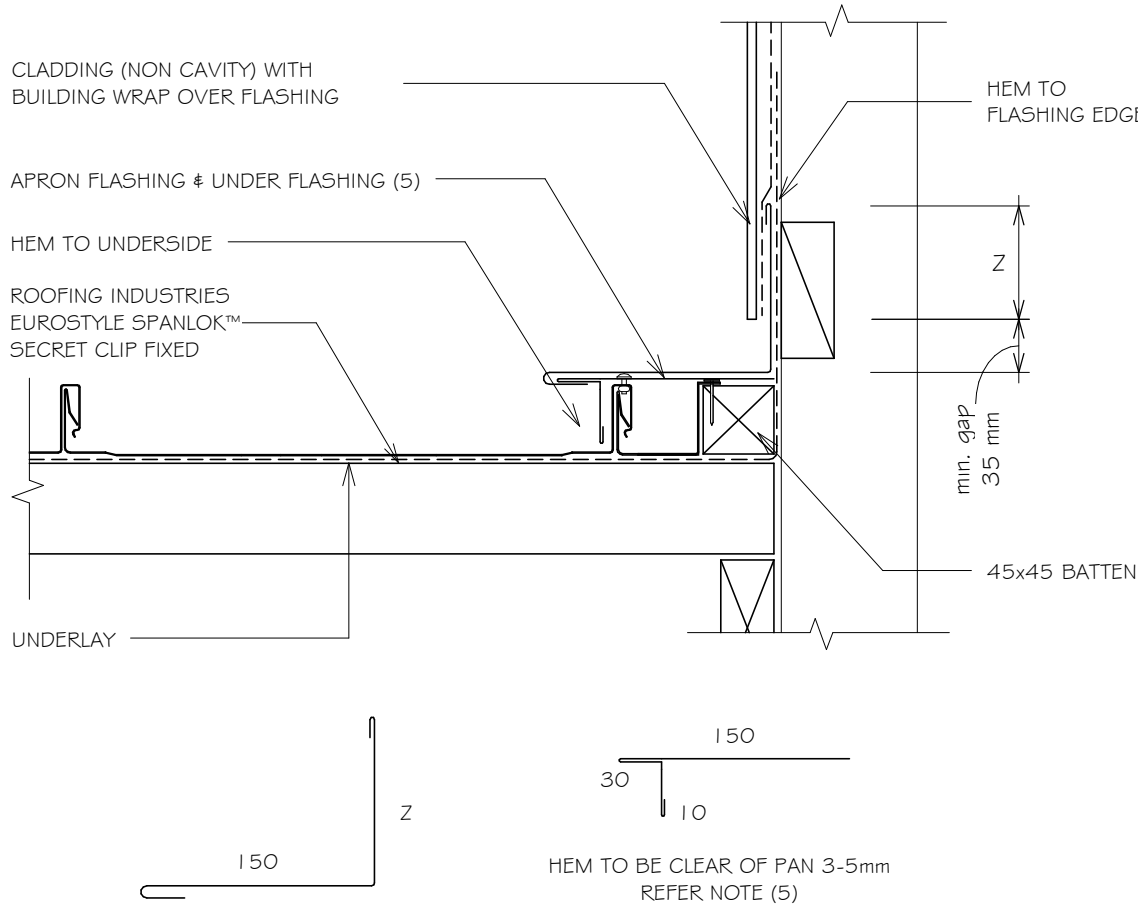 CLADDING (NON CAVITY) WITH
BUILDING WRAP OVER FLASHING
HEM TO
FLASHING EDGE
APRON FLASHING & UNDER FLASHING (5)
HEM TO UNDERSIDE
Z
ROOFING INDUSTRIES
EUROSTYLE SPANLOK™
SECRET CLIP FIXED
min. gap
35 mm
45x45 BATTEN
UNDERLAY
150
Z
150
30
10
HEM TO BE CLEAR OF PAN 3-5mm
REFER NOTE (5)